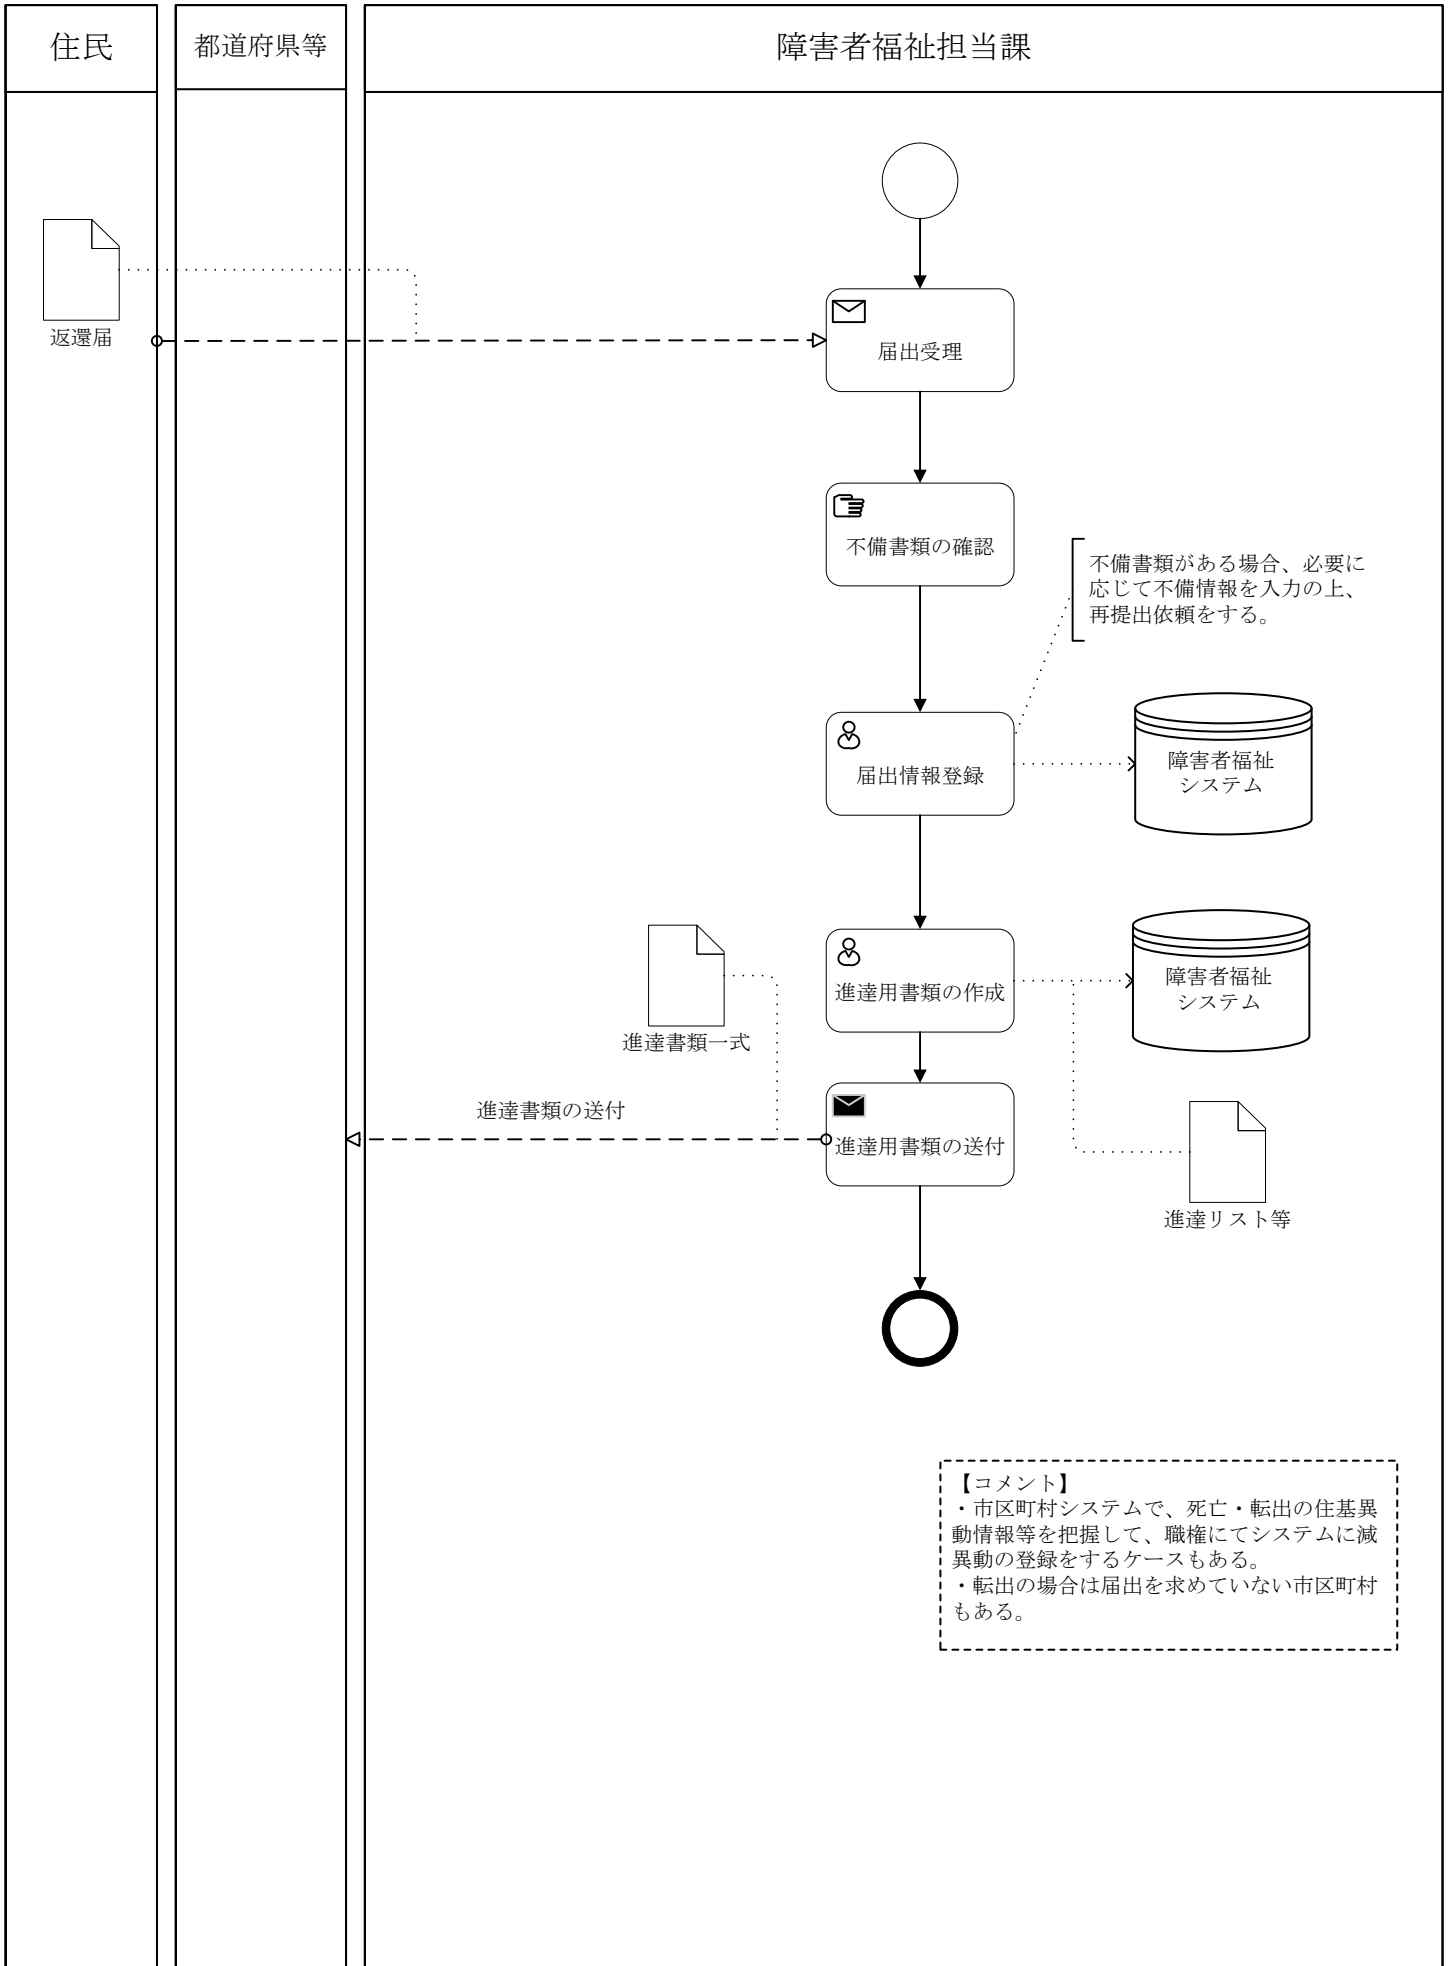 住民
都道府県等
障害者福祉担当課
返還届
届出受理
不備書類の確認
不備書類がある場合、必要に
応じて不備情報を入力の上、
再提出依頼をする。
届出情報登録
障害者福祉
システム
進達書類一式
進達用書類の作成
障害者福祉
システム
進達書類の送付
進達用書類の送付
進達リスト等
【コメント】
・市区町村システムで、死亡・転出の住基異
動情報等を把握して、職権にてシステムに減
異動の登録をするケースもある。
・転出の場合は届出を求めていない市区町村
もある。